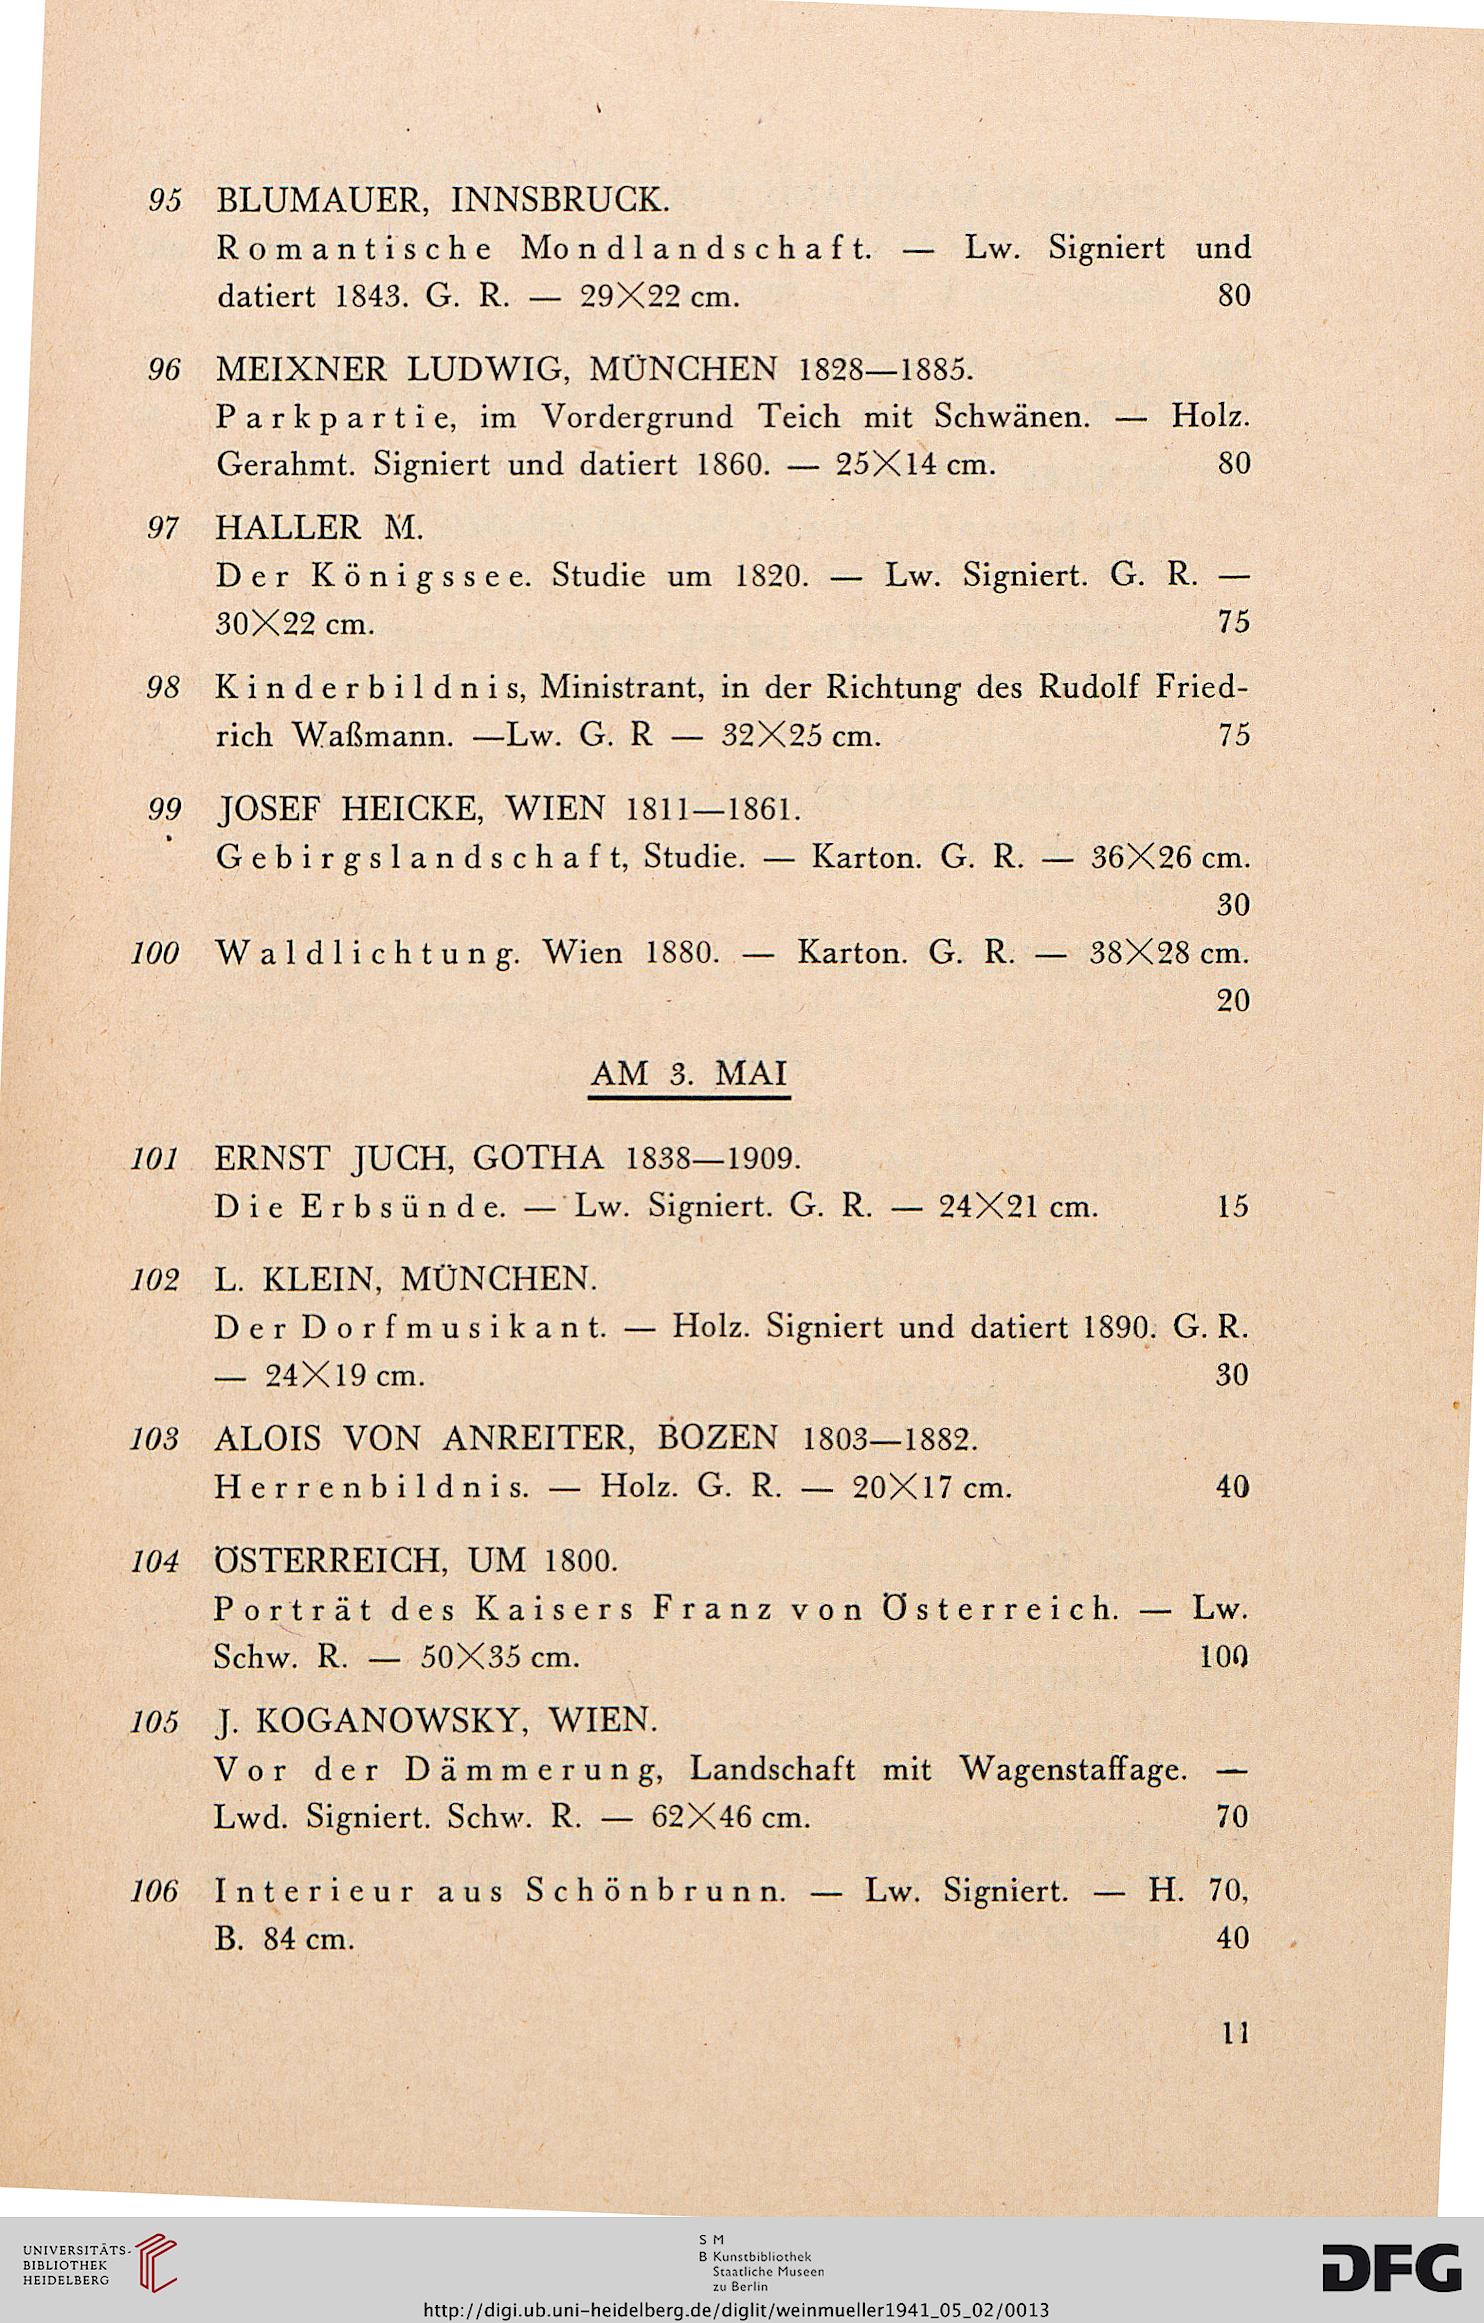 95 BLUMAUER, INNSBRUCK.
Romantische Mondlandschaft. — Lw. Signiert und
datiert 1843. G. R. — 29×22 cm. 80
96 MEIXNER LUDWIG, MÜNCHEN 1828—1885.
Parkpartie, im Vordergrund Teich mit Schwänen. — Holz.
Gerahmt. Signiert und datiert 1860. — 25×14 cm. 80
97 HALLER M.
Der Königssee. Studie um 1820. — Lw. Signiert. G. R. —
30×22 cm. 75
98 Kinderbildnis, Ministrant, in der Richtung des Rudolf Fried-
rich Waßmann. —Lw. G. R — 32×25 cm. 75
99 JOSEF HEICKE, WIEN 1811—1861.
Gebirgslandschaft, Studie. — Karton. G. R. — 36×26 cm.
30
100 Waldlichtung. Wien 1880. — Karton. G. R. — 38×28 cm.
20
AM 3. MAI
101 ERNST JUCH, GOTHA 1838—1909.
Die Erbsünde. — Lw. Signiert. G. R. — 24×21 cm. 15
102 L. KLEIN, MÜNCHEN.
Der Dorfmusikant. — Holz. Signiert und datiert 1890. G. R.
— 24×19 cm. 30
103 ALOIS VON ANREITER, BOZEN 1803—1882.
Herrenbildnis. — Holz. G. R. — 20×17 cm. 40
104 ÖSTERREICH, UM 1800.
Porträt des Kaisers Franz von Österreich. — Lw.
Schw. R. — 50×35 cm. 100
105 J. KOGANOWSKY, WIEN.
Vor der Dämmerung, Landschaft mit Wagenstaffage. —
Lwd. Signiert. Schw. R. — 62×46 cm. 70
106 Interieur aus Schönbrunn. — Lw. Signiert. — H. 70,
B. 84 cm. 40
11
UNIVERSITÄTS-
BIBLIOTHEK
HEIDELBERG
S M
B Kunstbibliothek
Staatliche Museen
zu Berlin
DFG
http://digi.ub.uni-heidelberg.de/diglit/weinmueller1941_05_02/0013